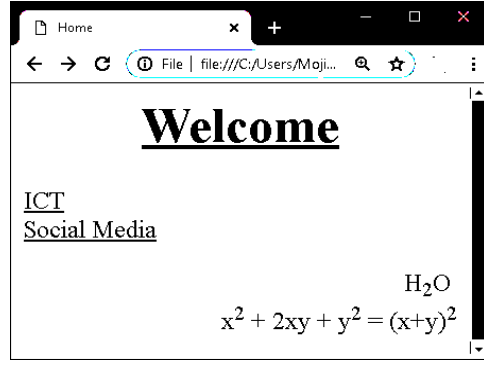 Home
File | file:///C:/Users/Moji...
Welcome
ICT
Social Media
H₂O
x² + 2xy + y² = (x+y)²